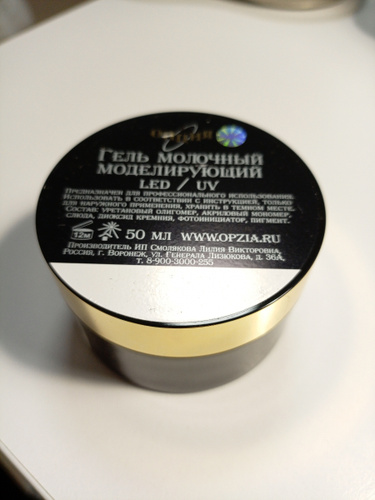 Гель молочный
моделирующий
LED / UV
Предназначен для профессионального использования.
Использовать в соответствии с инструкцией, только
для наружного применения, хранить в темном месте.
Состав: уретановый олигомер, акриловый мономер,
слюда, диоксид кремния, фотоинициатор, пигмент.
12М 50 мл www.opzia.ru
Производитель ИП Смолякова Лилия Викторовна,
Россия, г. Воронеж, ул. Генерала Лизюкова, д. 36А,
т. 8-900-3000-255